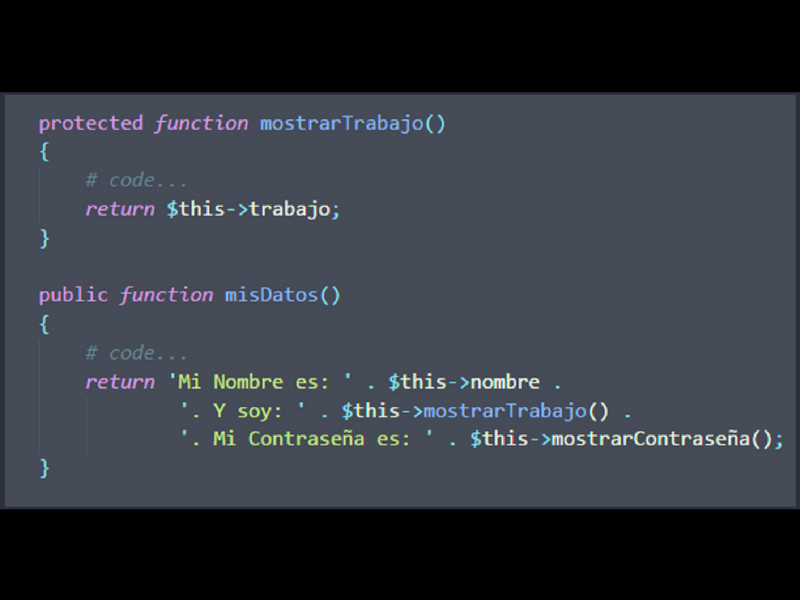 protected function mostrarTrabajo()
{
# code...
return $this->trabajo;
}
public function misDatos()
{
# code...
return 'Mi Nombre es: ' . $this->nombre .
'. Y soy: ' . $this->mostrarTrabajo() .
'. Mi Contraseña es: ' . $this->mostrarContraseña();
}